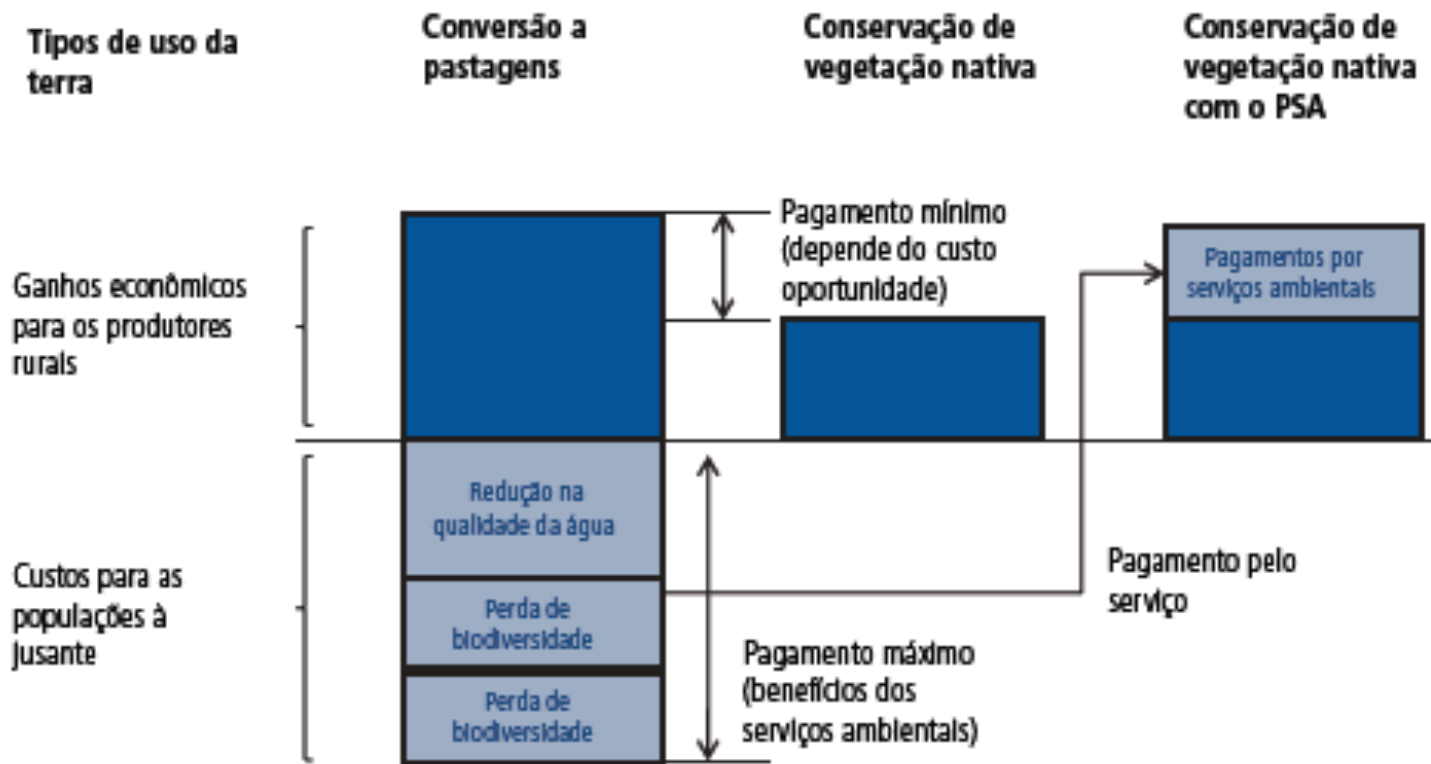 Tipos de uso da
terra
Conversão a
pastagens
Conservação de
vegetação nativa
Conservação de
vegetação nativa
com o PSA
Ganhos econômicos
para os produtores
rurais
Pagamento mínimo
(depende do custo
oportunidade)
Pagamentos por
serviços ambientais
Custos para as
populações à
jusante
Redução na
qualidade da água
Perda de
biodiversidade
Perda de
biodiversidade
Pagamento máximo
(benefícios dos
serviços ambientais)
Pagamento pelo
serviço